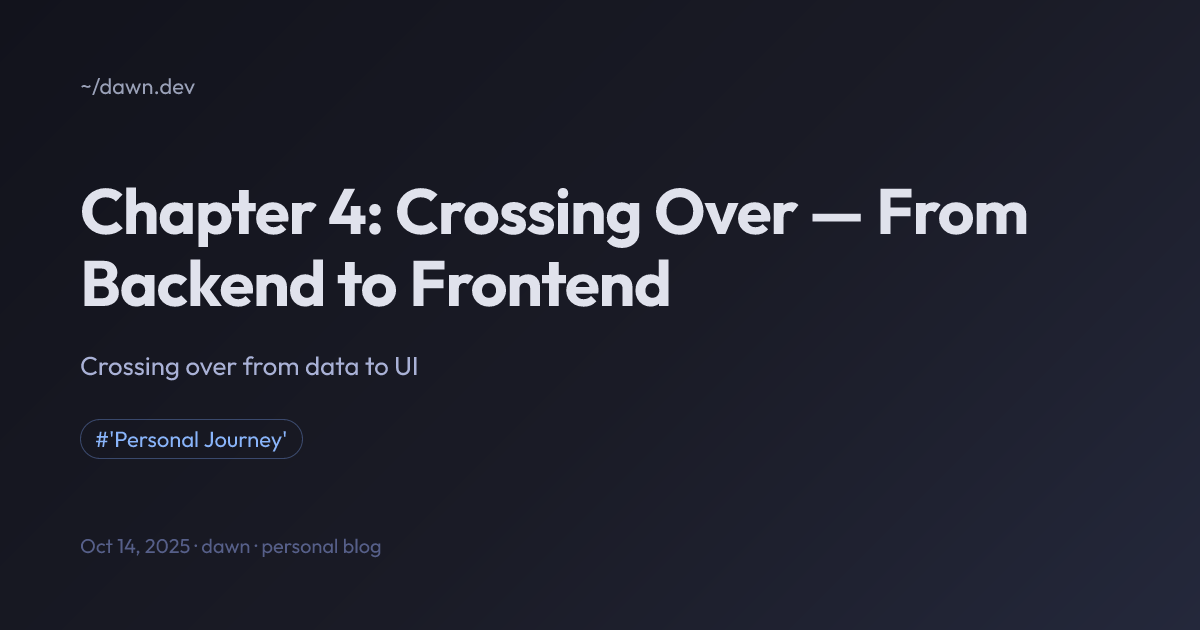 ~/dawn.dev
Chapter 4: Crossing Over — From
Backend to Frontend
Crossing over from data to UI
#'Personal Journey'
Oct 14, 2025 · dawn · personal blog